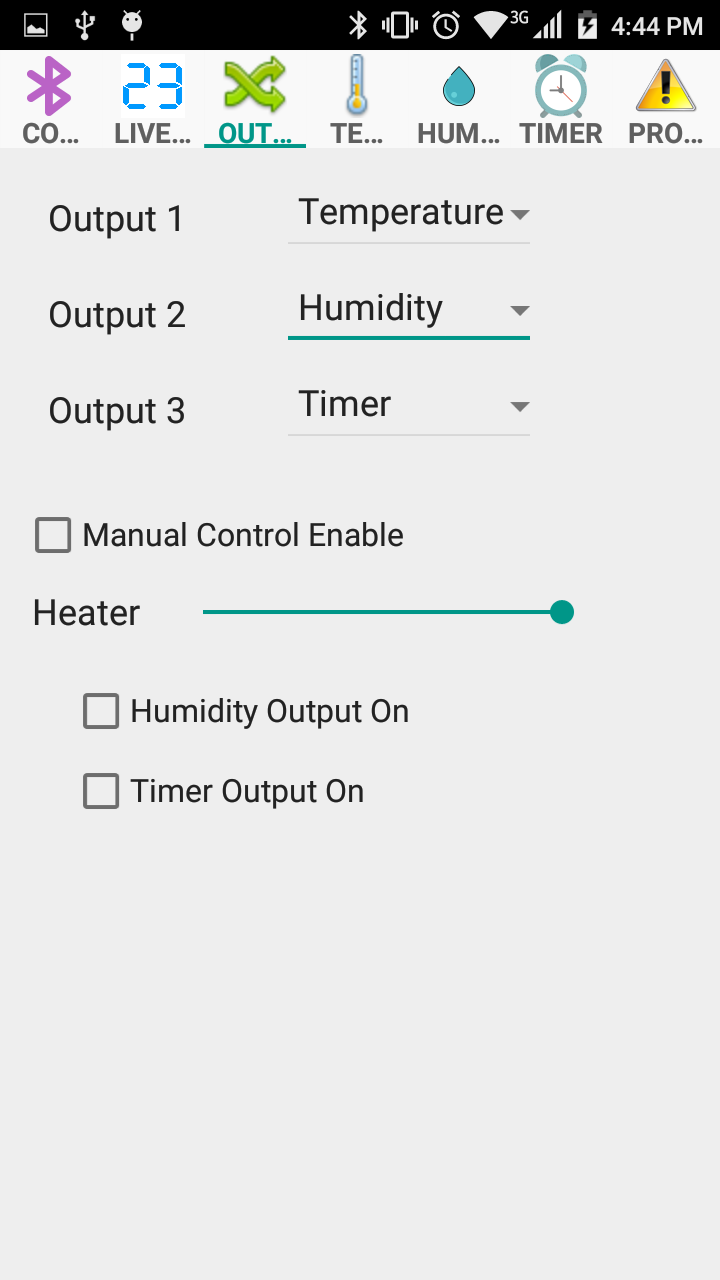 3G 4:44 PM
23
CO... LIVE... OUT... TE... HUM... TIMER PRO...
Output 1 Temperature
Output 2 Humidity
Output 3 Timer
Manual Control Enable
Heater
Humidity Output On
Timer Output On